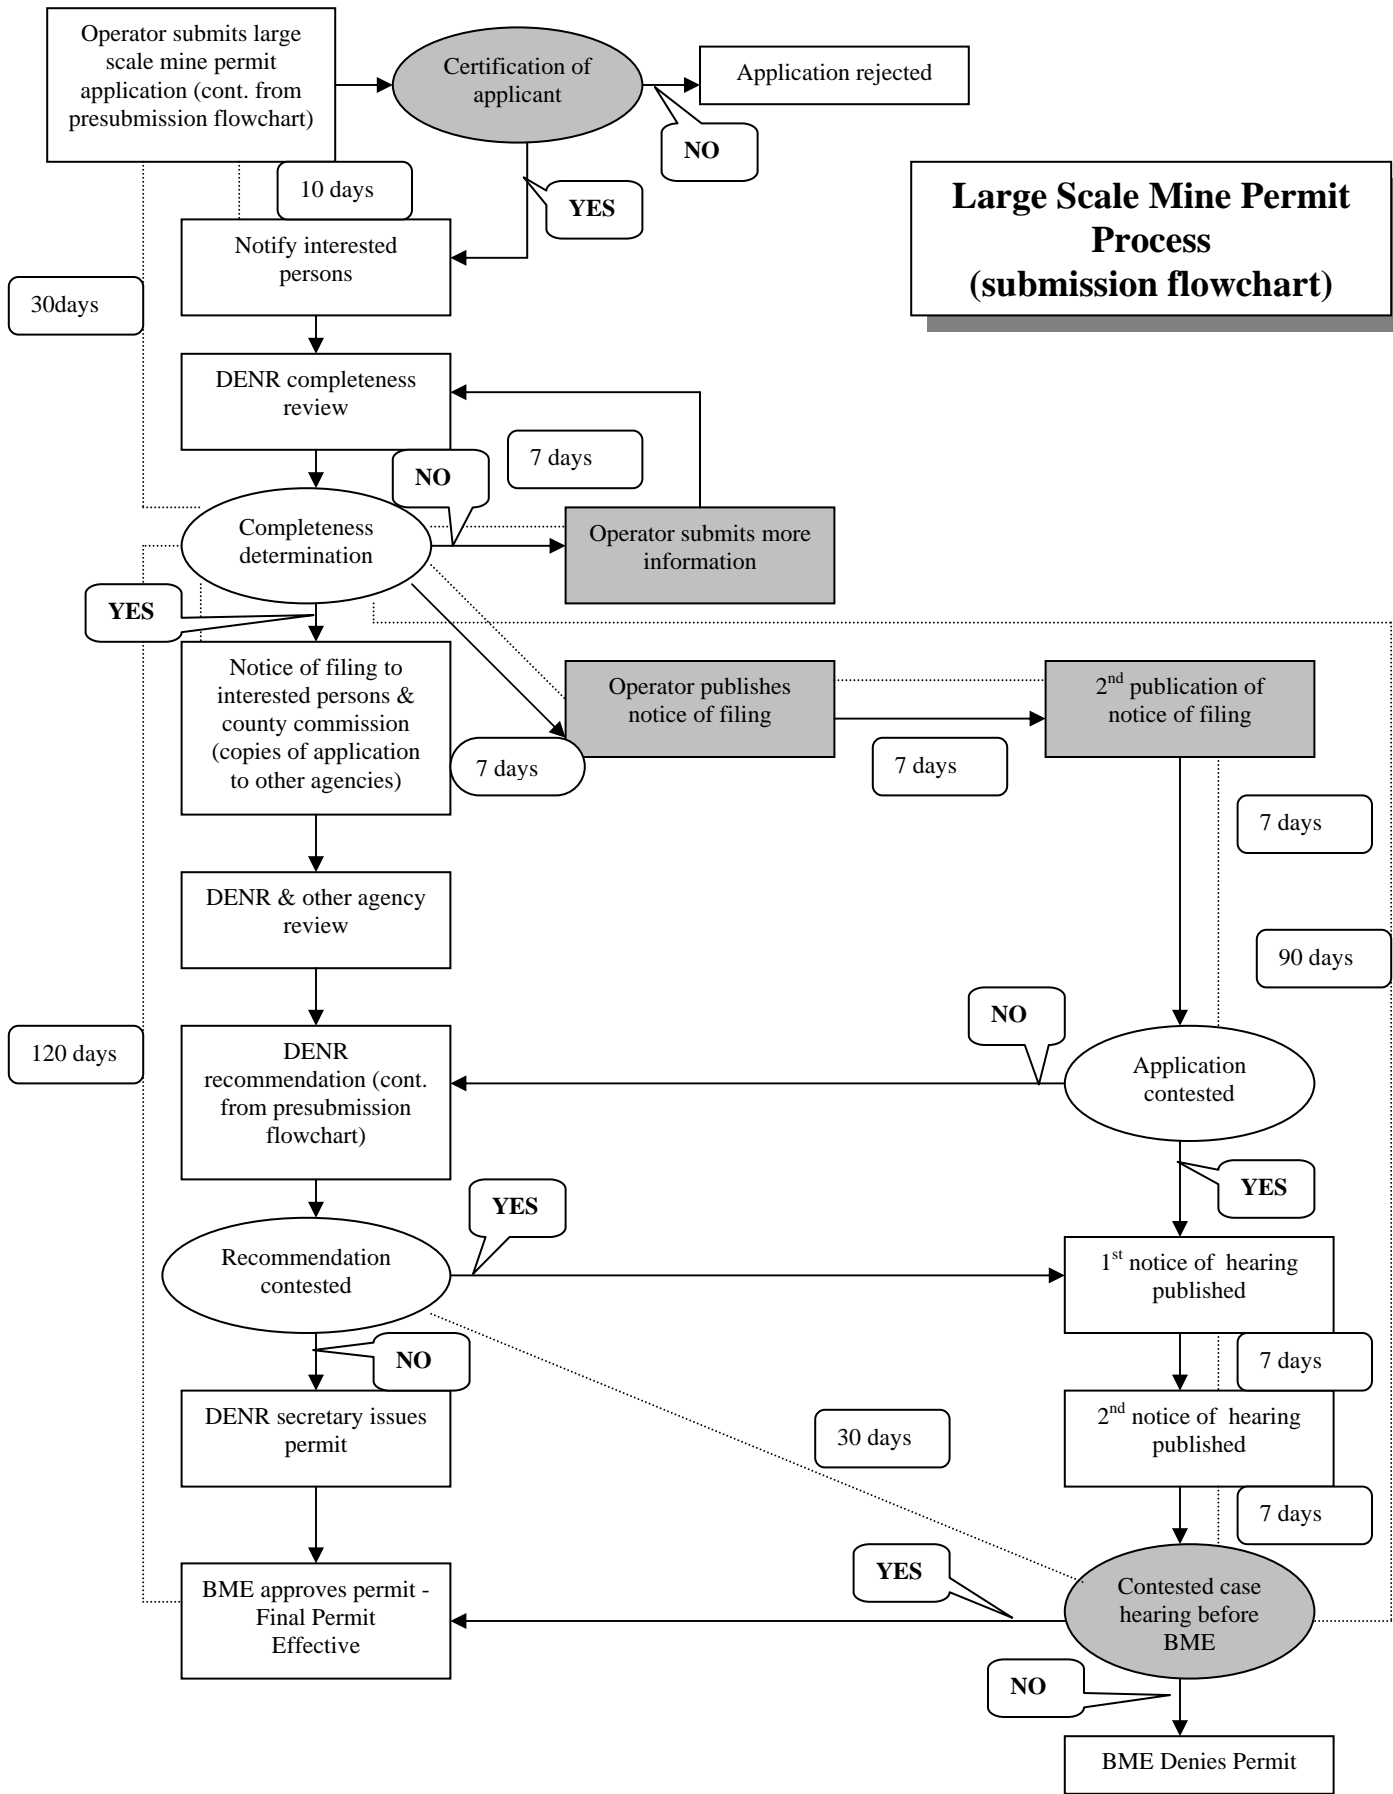 Operator submits large
scale mine permit
application (cont. from
presubmission flowchart)
Certification of
applicant
Application rejected
NO
10 days
YES
Large Scale Mine Permit
Process
(submission flowchart)
Notify interested
persons
30days
DENR completeness
review
7 days
NO
Completeness
determination
Operator submits more
information
YES
Notice of filing to
interested persons &
county commission
(copies of application
to other agencies)
Operator publishes
notice of filing
2nd publication of
notice of filing
7 days
7 days
7 days
DENR & other agency
review
90 days
NO
120 days
DENR
recommendation (cont.
from presubmission
flowchart)
Application
contested
YES
YES
Recommendation
contested
1st notice of hearing
published
NO
7 days
DENR secretary issues
permit
30 days
2nd notice of hearing
published
7 days
YES
BME approves permit -
Final Permit
Effective
Contested case
hearing before
BME
NO
BME Denies Permit